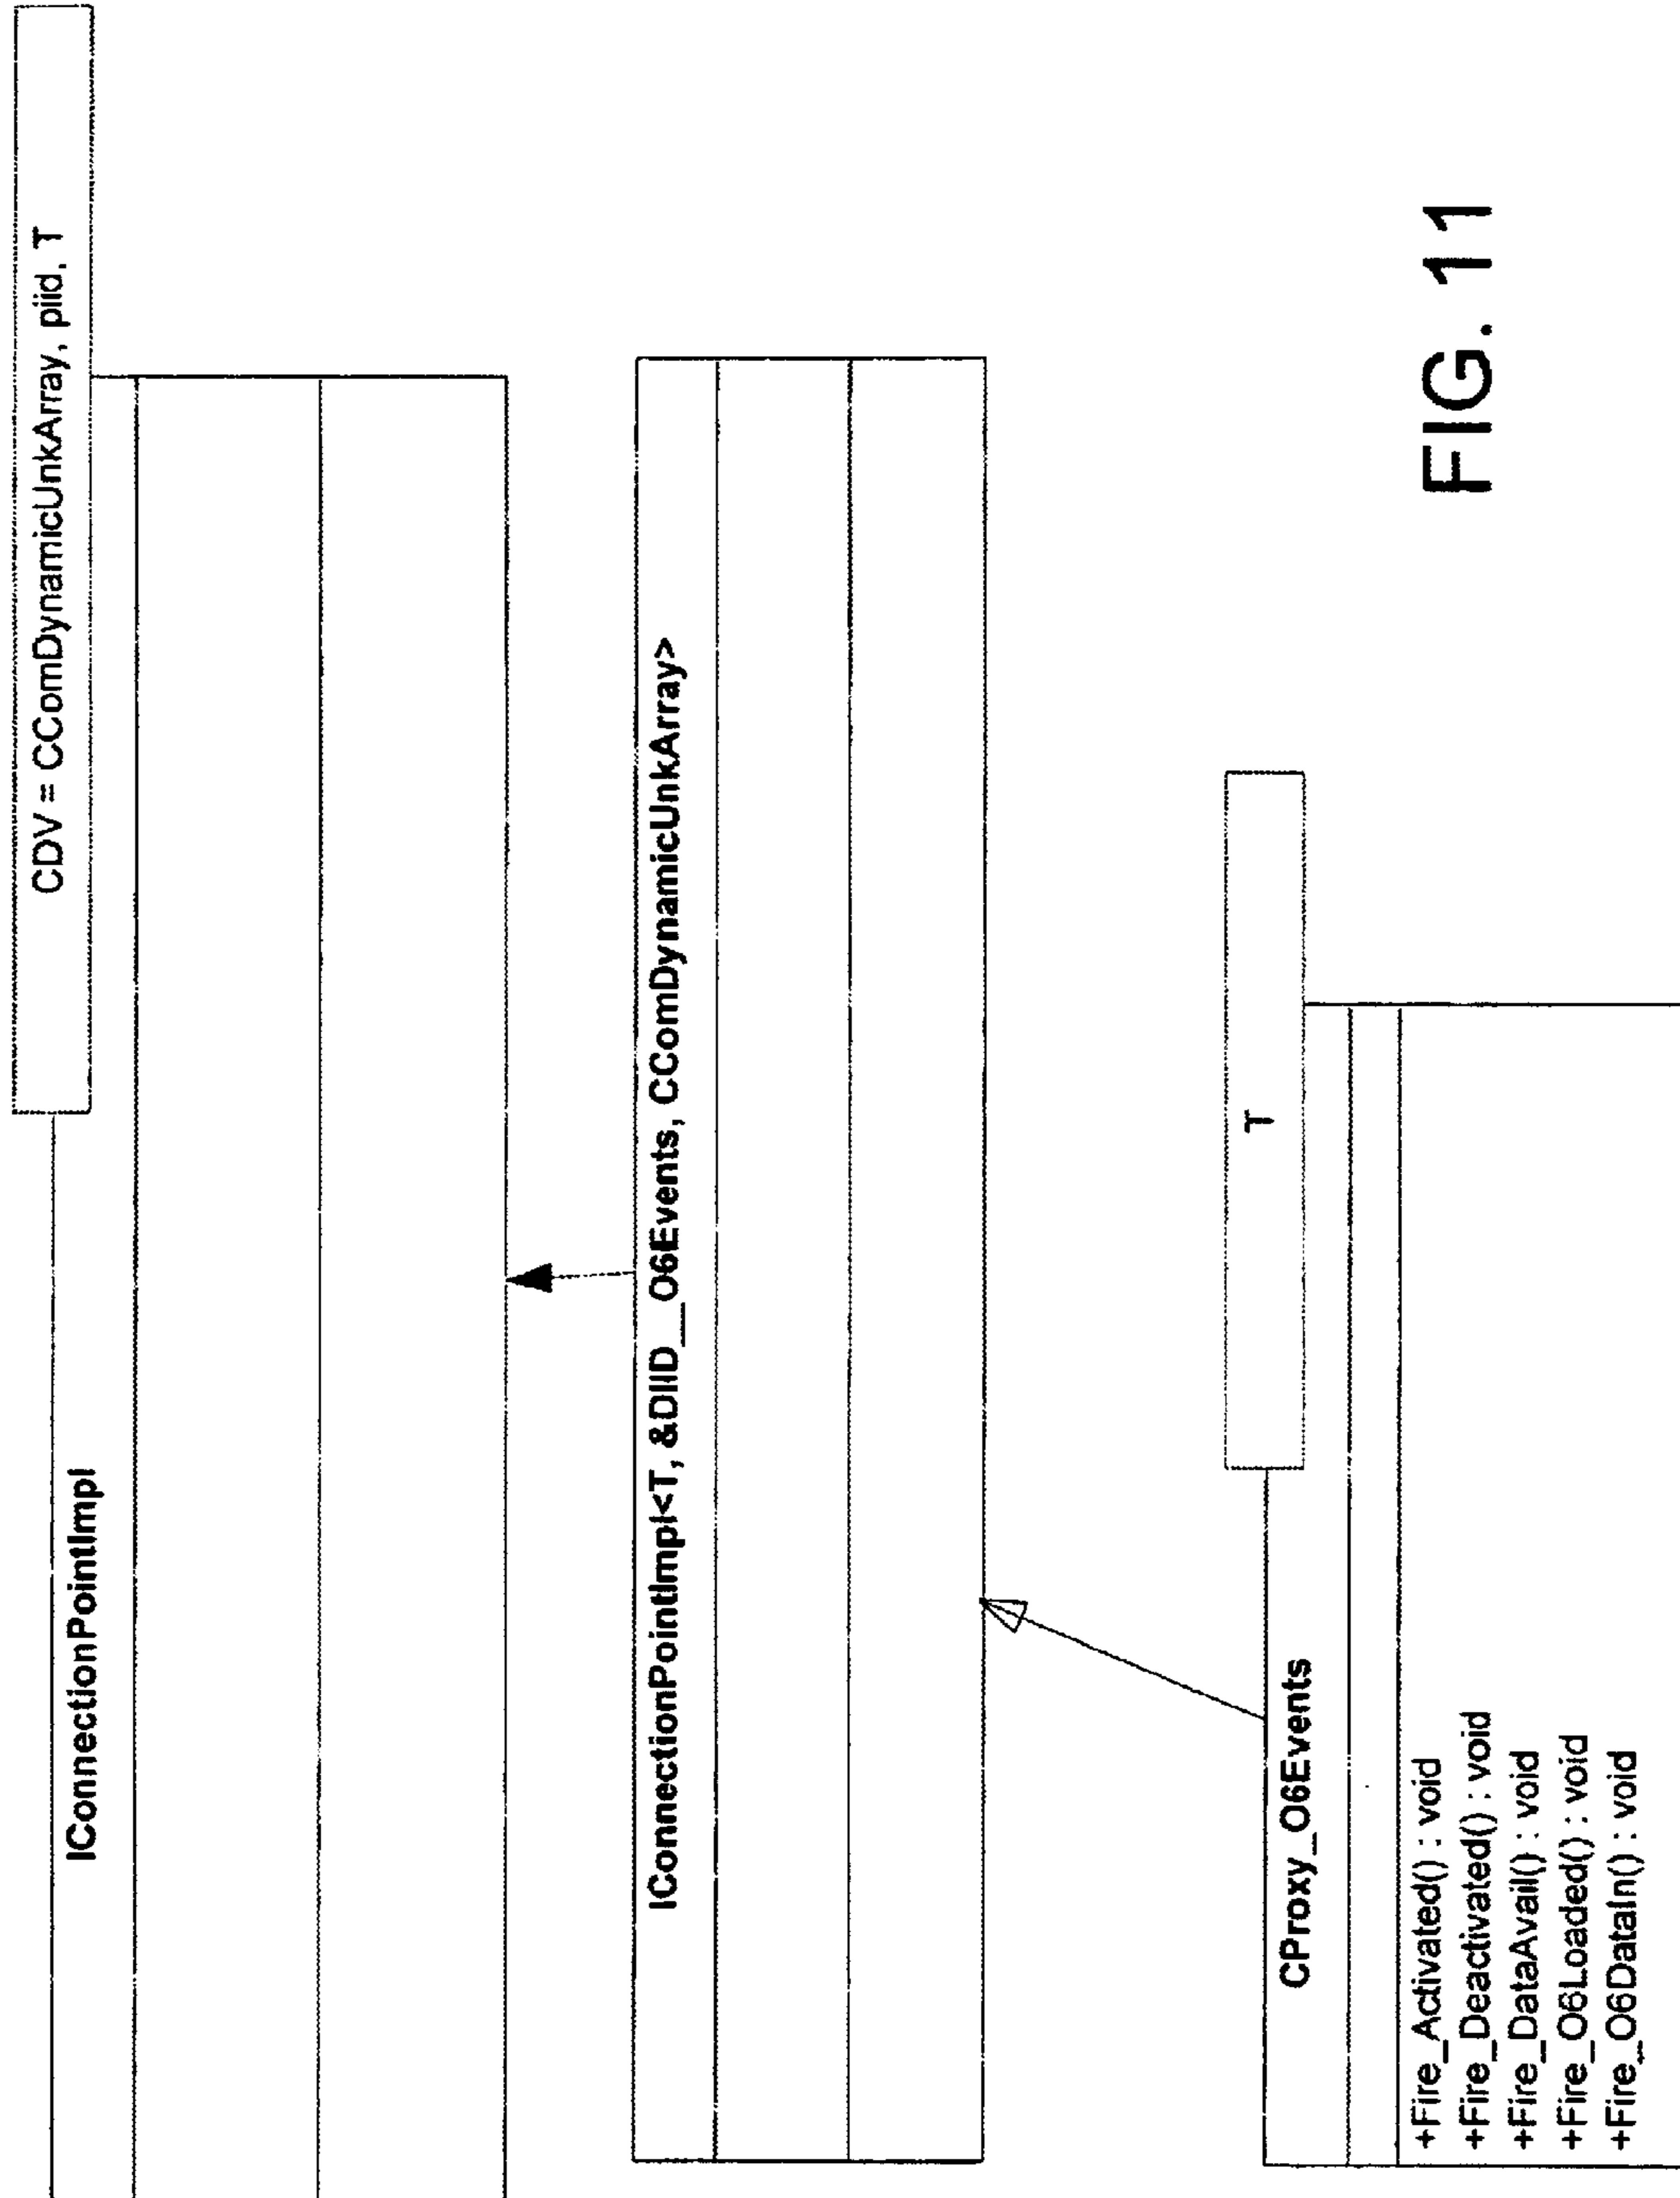 CDV = CComDynamicUnkArray, piid, T
IConnectionPointImpl
IConnectionPointImpl<T, &DIID__O6Events, CComDynamicUnkArray>
T
CProxy_O6Events
+Fire_Activated() : void
+Fire_Deactivated() : void
+Fire_DataAvail() : void
+Fire_O6Loaded() : void
+Fire_O6DataIn() : void
FIG. 11